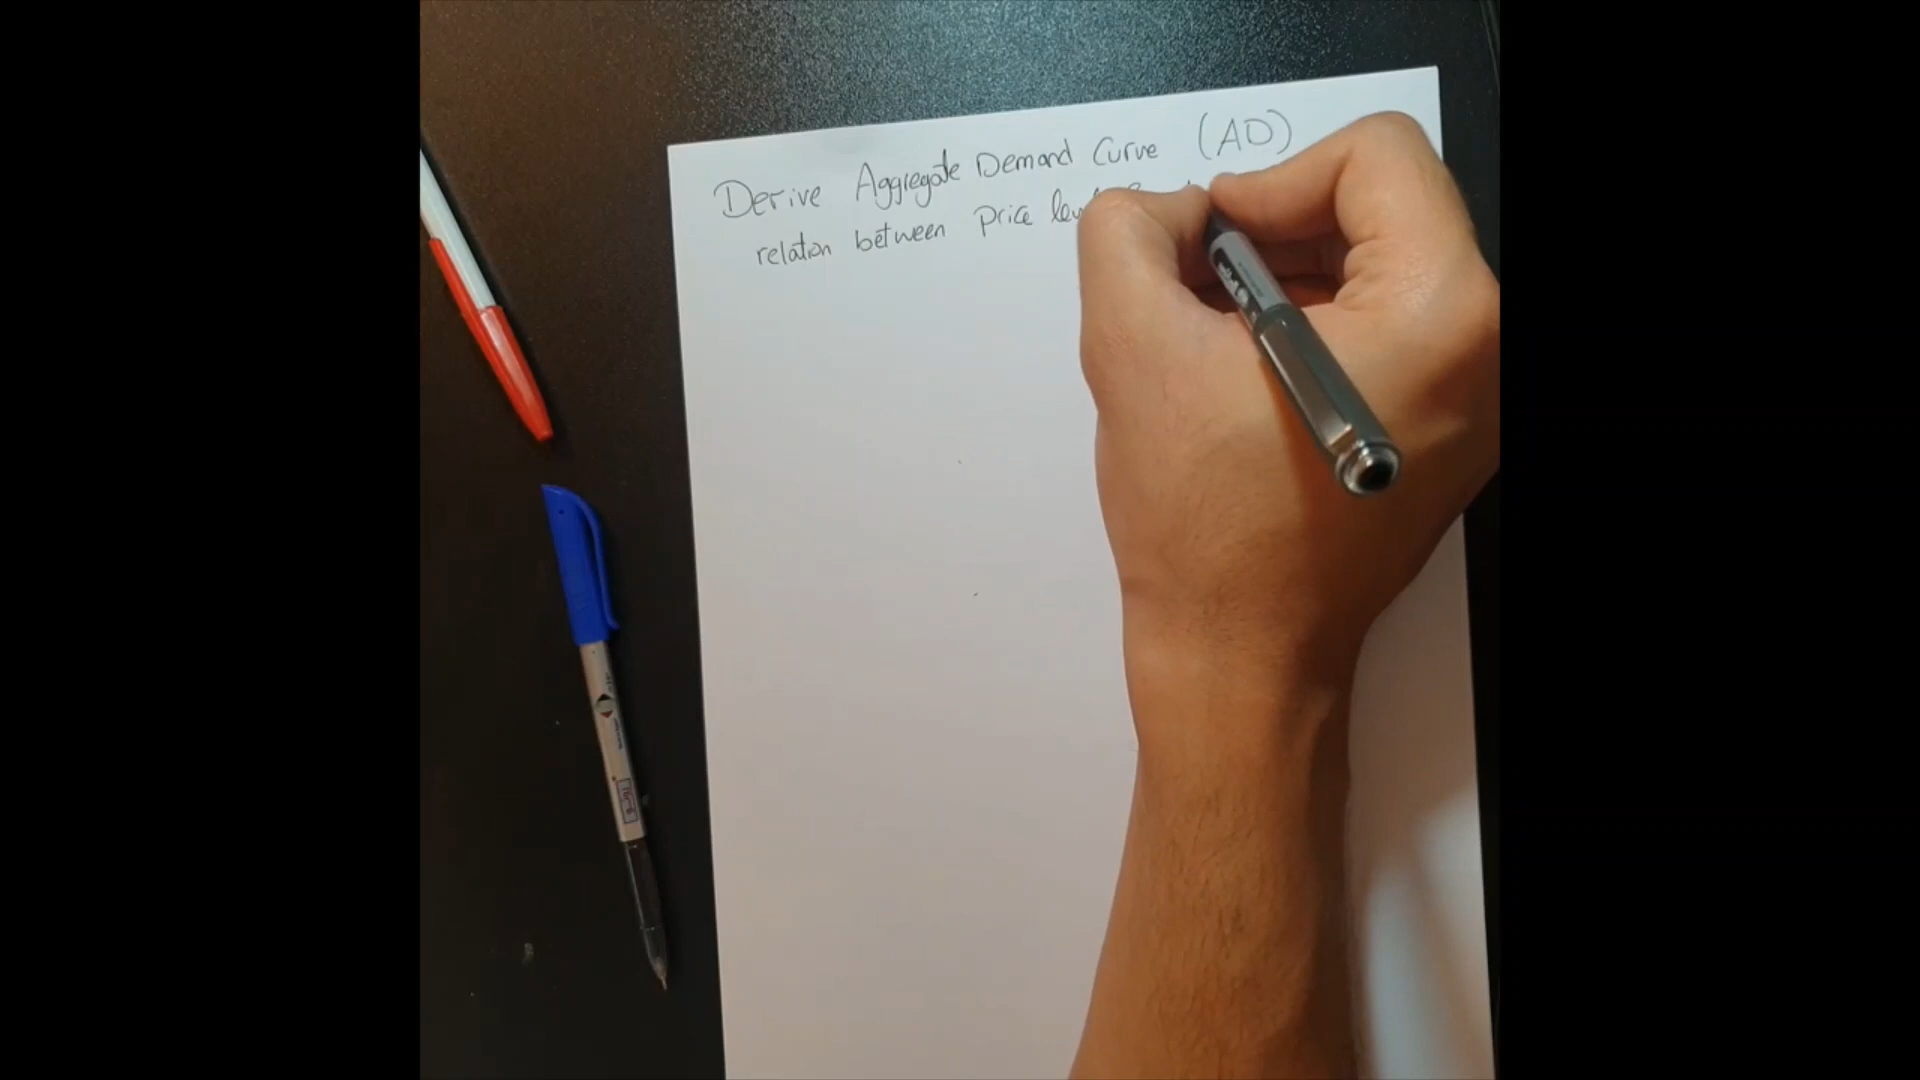 Derive Aggregate Demand Curve (AD)
relation between price